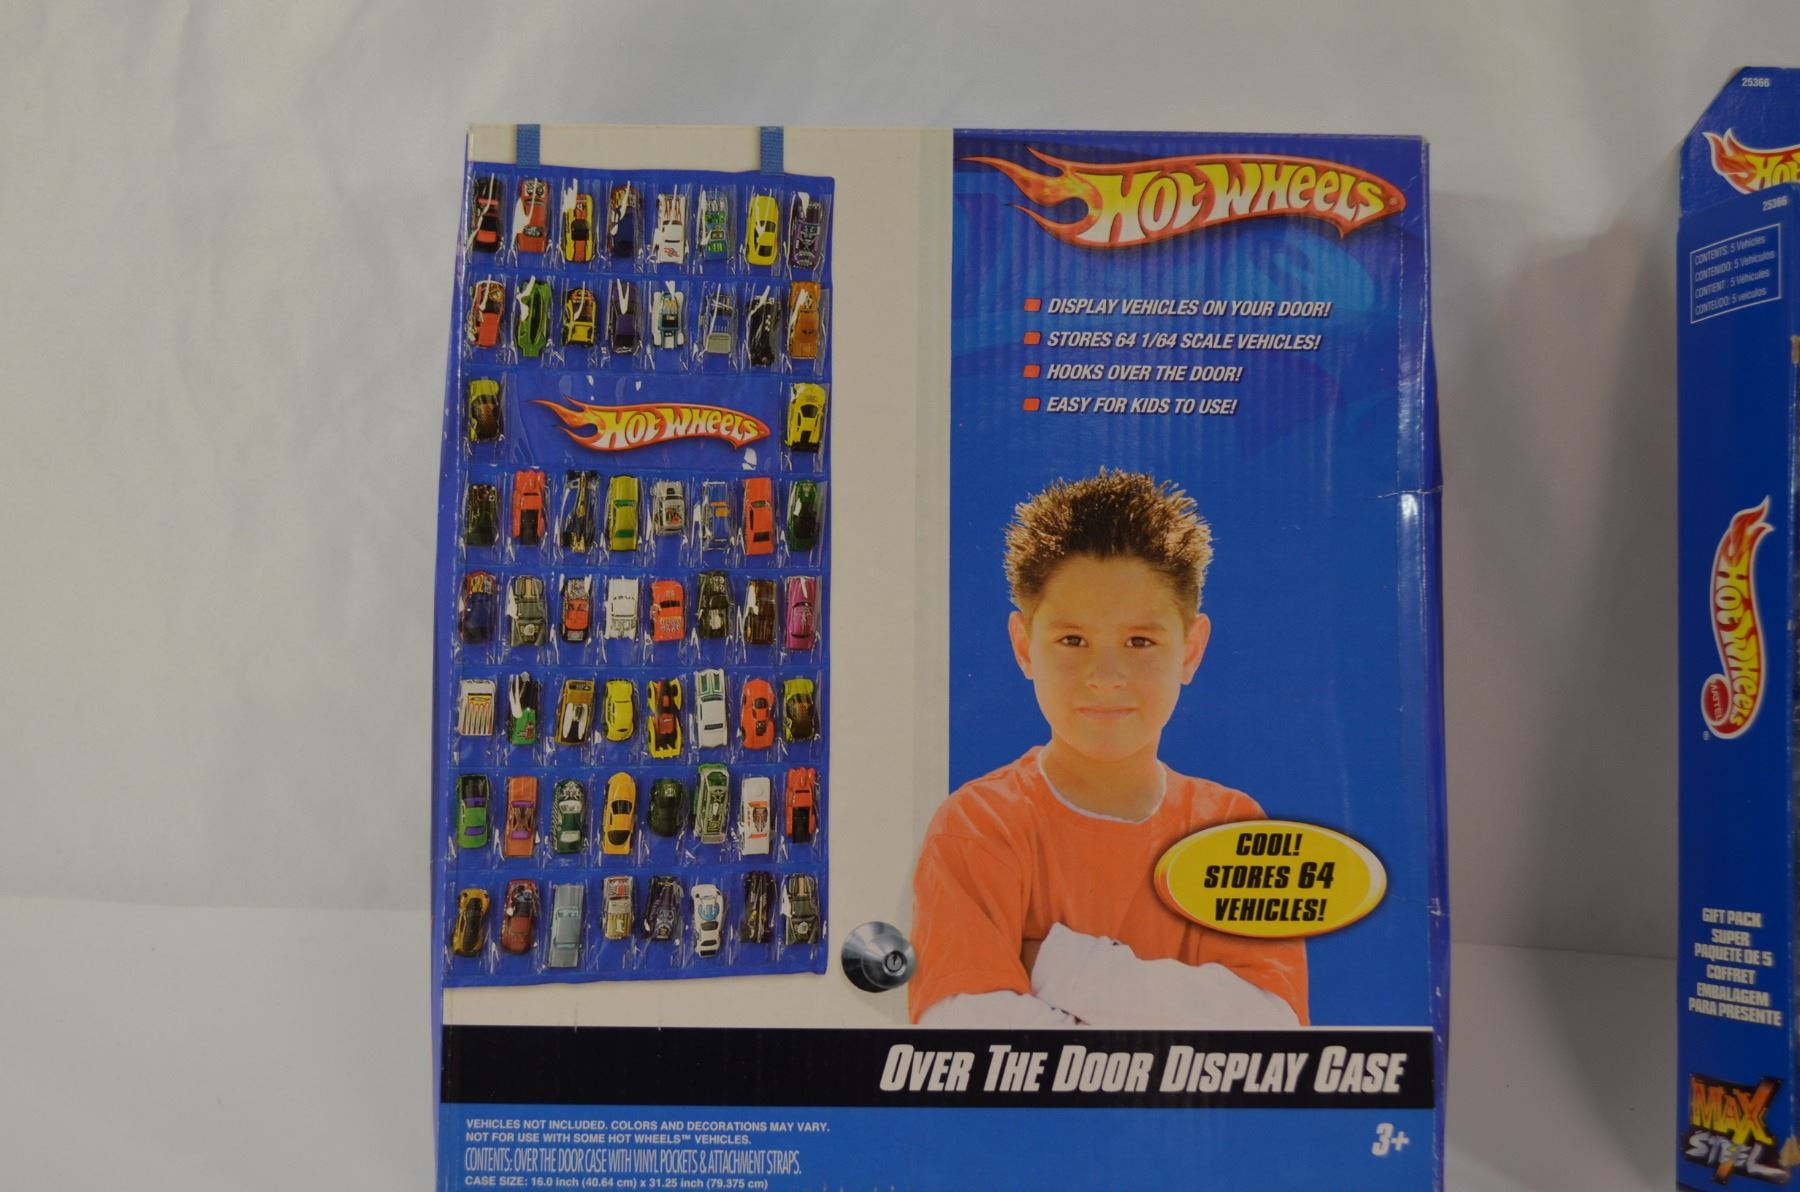 HOT WHEELS
DISPLAY VEHICLES ON YOUR DOOR!
STORES 64 1/64 SCALE VEHICLES!
HOOKS OVER THE DOOR!
EASY FOR KIDS TO USE!
HOT WHEELS
COOL!
STORES 64
VEHICLES!
OVER THE DOOR DISPLAY CASE
VEHICLES NOT INCLUDED. COLORS AND DECORATIONS MAY VARY.
NOT FOR USE WITH SOME HOT WHEELS™ VEHICLES.
CONTENTS: OVER THE DOOR CASE WITH VINYL POCKETS & ATTACHMENT STRAPS.
CASE SIZE: 16.0 inch (40.64 cm) x 31.25 inch (79.375 cm)
3+
25366
HOT
25366
CONTENTS: 5 Vehicles
CONTENIDO: 5 Vehículos
CONTIENT : 5 Véhicules
CONTEÚDO: 5 veículos
HOT WHEELS
MATTEL
®
GIFT PACK
SUPER
PAQUETE DE 5
COFFRET
EMBALAGEM
PARA PRESENTE
MAX
STEEL